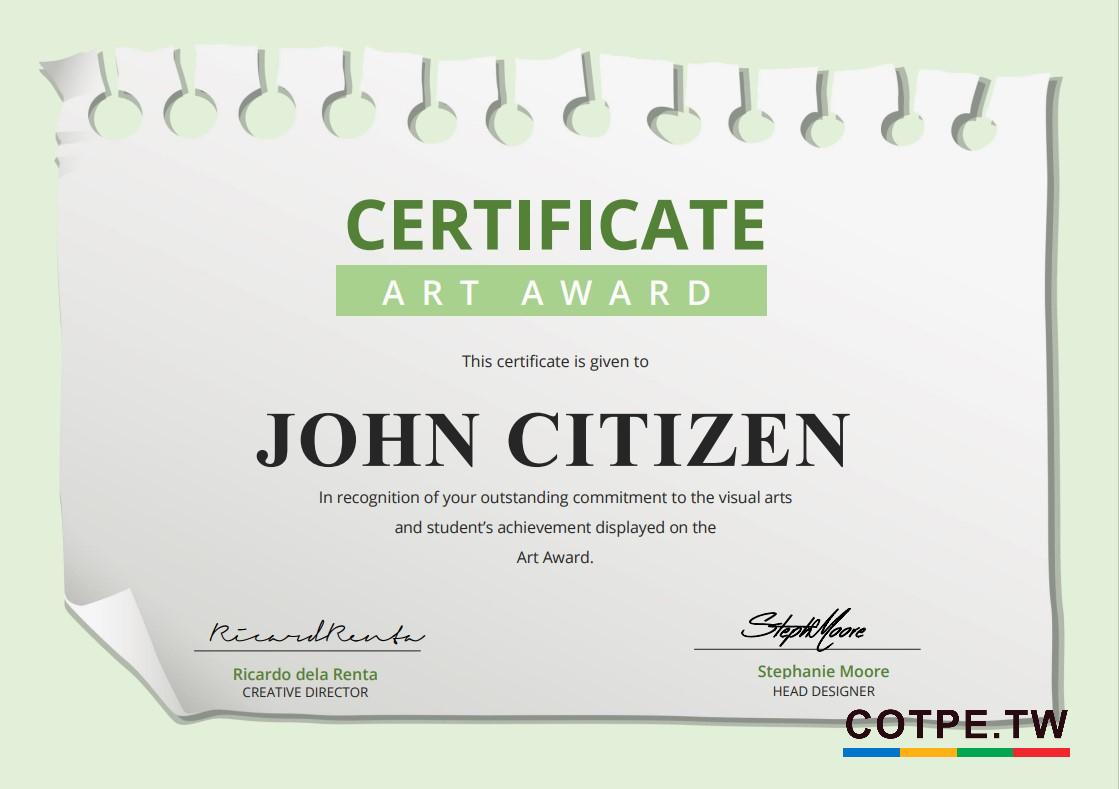 CERTIFICATE
ART AWARD
This certificate is given to
JOHN CITIZEN
In recognition of your outstanding commitment to the visual arts
and student’s achievement displayed on the
Art Award.
RicardRenta
StephMoore
Ricardo dela Renta
CREATIVE DIRECTOR
Stephanie Moore
HEAD DESIGNER
COTPE.TW